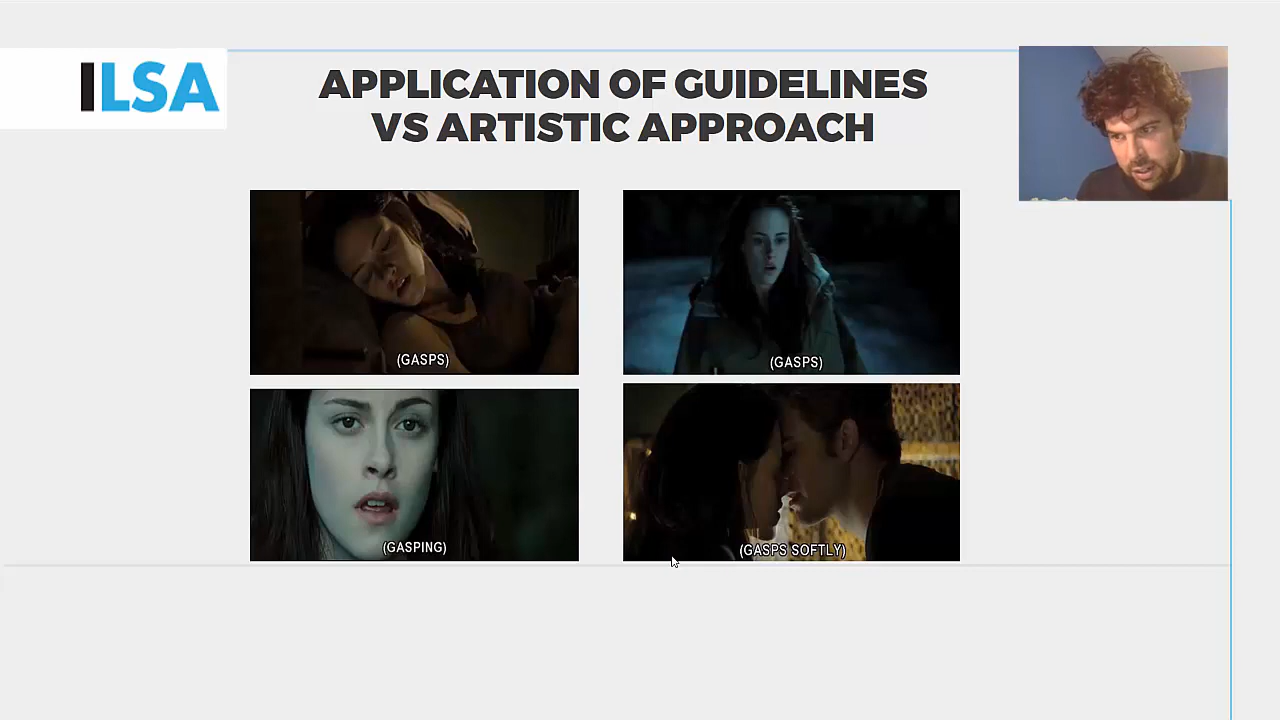 ILSA
APPLICATION OF GUIDELINES
VS ARTISTIC APPROACH
(GASPS)
(GASPS)
(GASPING)
(GASPS SOFTLY)